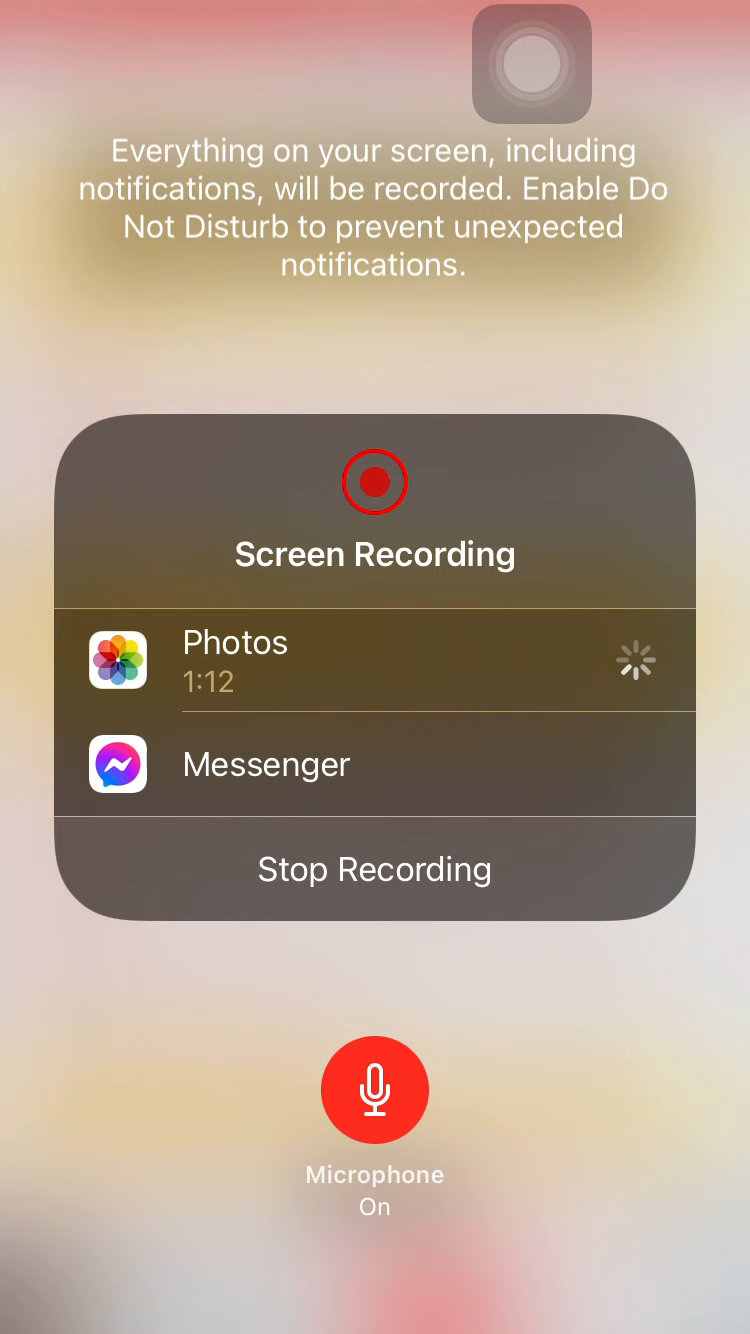 Everything on your screen, including
notifications, will be recorded. Enable Do
Not Disturb to prevent unexpected
notifications.
Screen Recording
Photos
1:12
Messenger
Stop Recording
Microphone
On